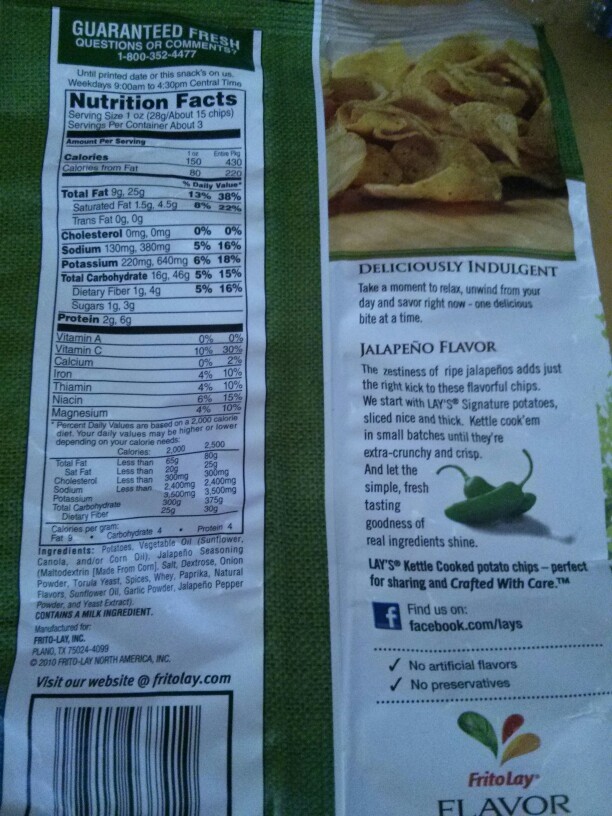 GUARANTEED FRESH
QUESTIONS OR COMMENTS?
1-800-352-4477
Until printed date or this snack's on us.
Weekdays 9:00am to 4:30pm Central Time
Nutrition Facts
Serving Size 1 oz (28g/About 15 chips)
Servings Per Container About 3
Amount Per Serving
1 oz Entire Pkg
Calories 150 430
Calories from Fat 80 220
% Daily Value*
Total Fat 9g, 25g 13% 38%
Saturated Fat 1.5g, 4.5g 8% 22%
Trans Fat 0g, 0g
Cholesterol 0mg, 0mg 0% 0%
Sodium 130mg, 380mg 5% 16%
Potassium 220mg, 640mg 6% 18%
Total Carbohydrate 16g, 46g 5% 15%
Dietary Fiber 1g, 4g 5% 16%
Sugars 1g, 3g
Protein 2g, 6g
Vitamin A 0% 0%
Vitamin C 10% 30%
Calcium 0% 2%
Iron 4% 10%
Thiamin 4% 10%
Niacin 6% 15%
Magnesium 4% 10%
* Percent Daily Values are based on a 2,000 calorie
diet. Your daily values may be higher or lower
depending on your calorie needs:
Calories: 2,000 2,500
Total Fat Less than 65g 80g
Sat Fat Less than 20g 25g
Cholesterol Less than 300mg 300mg
Sodium Less than 2,400mg 2,400mg
Potassium 3,500mg 3,500mg
Total Carbohydrate 300g 375g
Dietary Fiber 25g 30g
Calories per gram:
Fat 9 • Carbohydrate 4 • Protein 4
Ingredients: Potatoes, Vegetable Oil (Sunflower,
Canola, and/or Corn Oil), Jalapeño Seasoning
(Maltodextrin [Made From Corn], Salt, Dextrose, Onion
Powder, Torula Yeast, Spices, Whey, Paprika, Natural
Flavors, Sunflower Oil, Garlic Powder, Jalapeño Pepper
Powder, and Yeast Extract).
CONTAINS A MILK INGREDIENT.
Manufactured for:
FRITO-LAY, INC.
PLANO, TX 75024-4099
© 2010 FRITO-LAY NORTH AMERICA, INC.
Visit our website @ fritolay.com
DELICIOUSLY INDULGENT
Take a moment to relax, unwind from your
day and savor right now - one delicious
bite at a time.
JALAPEÑO FLAVOR
The zestiness of ripe jalapeños adds just
the right kick to these flavorful chips.
We start with LAY'S® Signature potatoes,
sliced nice and thick. Kettle cook'em
in small batches until they're
extra-crunchy and crisp.
And let the
simple, fresh
tasting
goodness of
real ingredients shine.
LAY'S® Kettle Cooked potato chips – perfect
for sharing and Crafted With Care.™
f Find us on:
facebook.com/lays
✓ No artificial flavors
✓ No preservatives
FritoLay®
FLAVOR